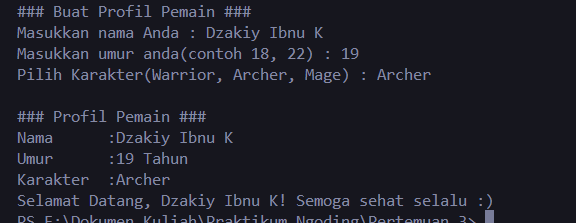 ### Buat Profil Pemain ###
Masukkan nama Anda : Dzakiy Ibnu K
Masukkan umur anda(contoh 18, 22) : 19
Pilih Karakter(Warrior, Archer, Mage) : Archer

### Profil Pemain ###
Nama      :Dzakiy Ibnu K
Umur      :19 Tahun
Karakter  :Archer
Selamat Datang, Dzakiy Ibnu K! Semoga sehat selalu :)
PS E:\Dokumen Kuliah\Praktikum Ngoding\Pertemuan 3>